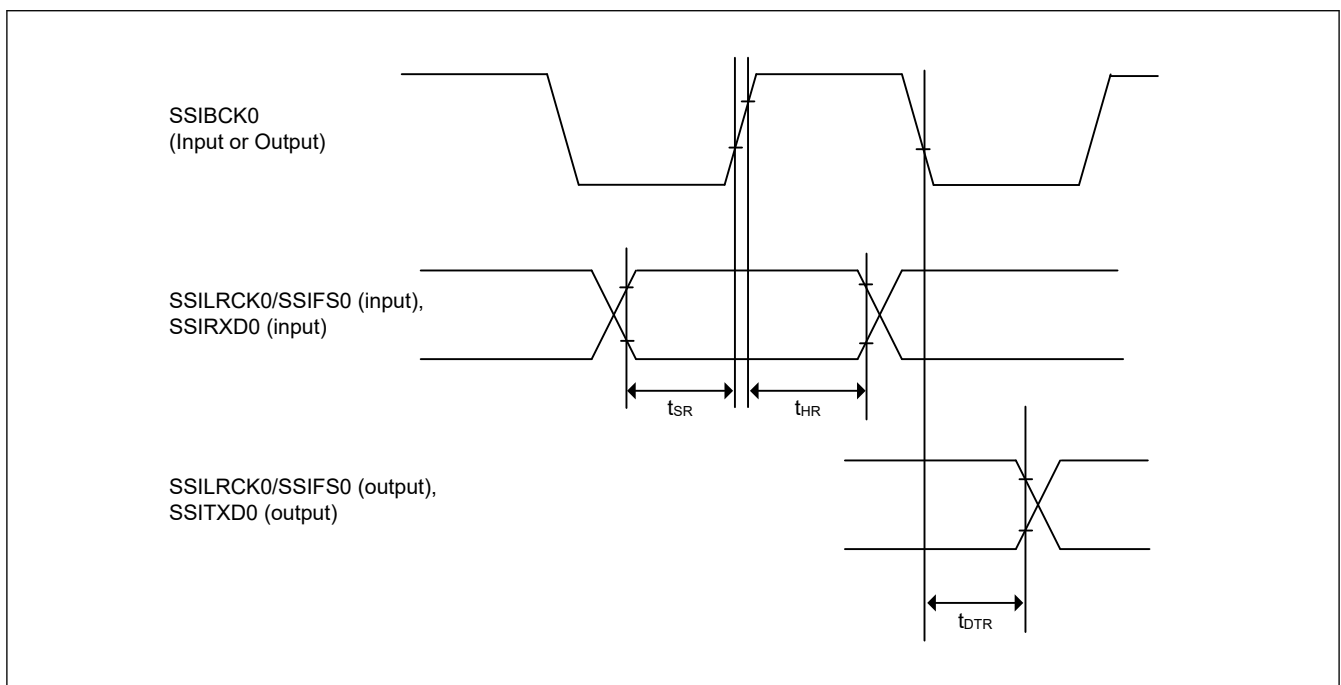 SSIBCK0
(Input or Output)
SSILRCK0/SSIFS0 (input),
SSIRXD0 (input)
tSR
tHR
SSILRCK0/SSIFS0 (output),
SSITXD0 (output)
tDTR